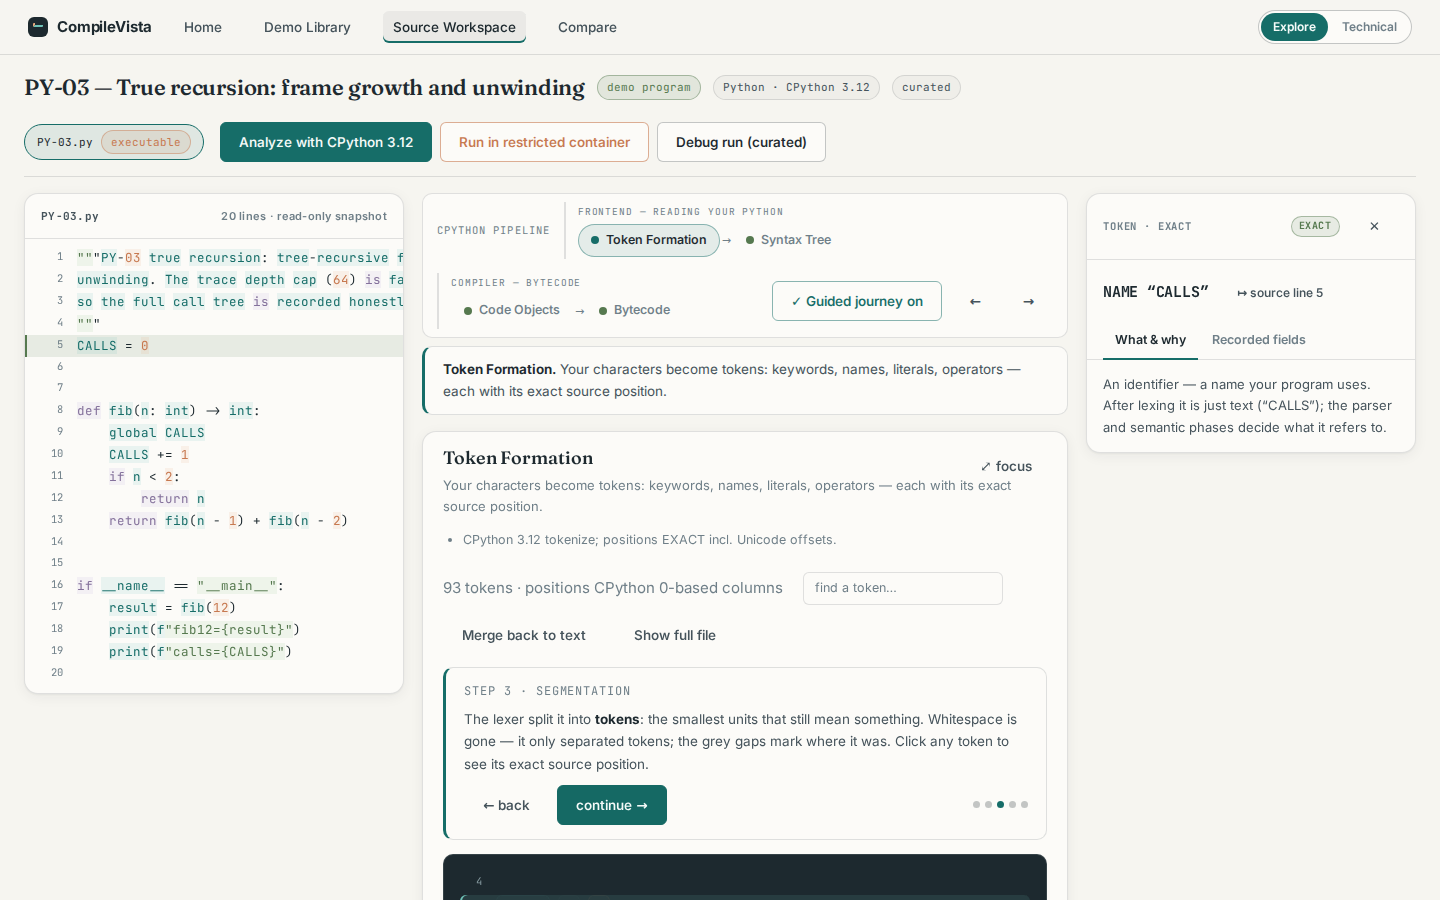 CompileVista
Home
Demo Library
Source Workspace
Compare
Explore
Technical
PY-03 — True recursion: frame growth and unwinding
demo program
Python · CPython 3.12
curated
PY-03.py
executable
Analyze with CPython 3.12
Run in restricted container
Debug run (curated)
PY-03.py
20 lines · read-only snapshot
1 """PY-03 true recursion: tree-recursive f
2 unwinding. The trace depth cap (64) is fa
3 so the full call tree is recorded honestl
4 """
5 CALLS = 0
6
7
8 def fib(n: int) -> int:
9 global CALLS
10 CALLS += 1
11 if n < 2:
12 return n
13 return fib(n - 1) + fib(n - 2)
14
15
16 if __name__ == "__main__":
17 result = fib(12)
18 print(f"fib12={result}")
19 print(f"calls={CALLS}")
20
CPYTHON PIPELINE
FRONTEND — READING YOUR PYTHON
Token Formation
→
Syntax Tree
COMPILER — BYTECODE
Code Objects
→
Bytecode
✓ Guided journey on
←
→
Token Formation. Your characters become tokens: keywords, names, literals, operators —
each with its exact source position.
Token Formation
⤢ focus
Your characters become tokens: keywords, names, literals, operators — each with its exact
source position.
• CPython 3.12 tokenize; positions EXACT incl. Unicode offsets.
93 tokens · positions CPython 0-based columns
find a token…
Merge back to text
Show full file
STEP 3 · SEGMENTATION
The lexer split it into tokens: the smallest units that still mean something. Whitespace is
gone — it only separated tokens; the grey gaps mark where it was. Click any token to
see its exact source position.
← back
continue →
4
TOKEN · EXACT
EXACT
✕
NAME “CALLS”
↦ source line 5
What & why
Recorded fields
An identifier — a name your program uses.
After lexing it is just text (“CALLS”); the parser
and semantic phases decide what it refers to.